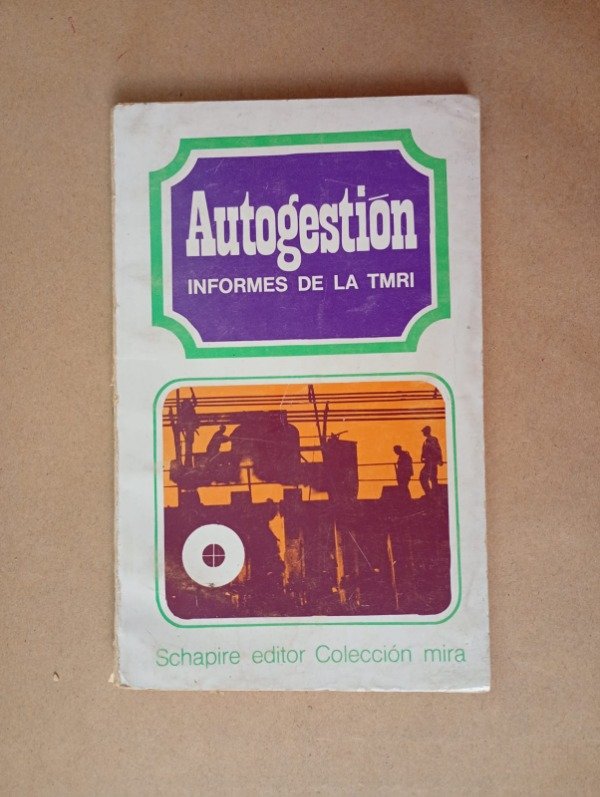 Autogestión
INFORMES DE LA TMRI
Schapire editor Colección mira